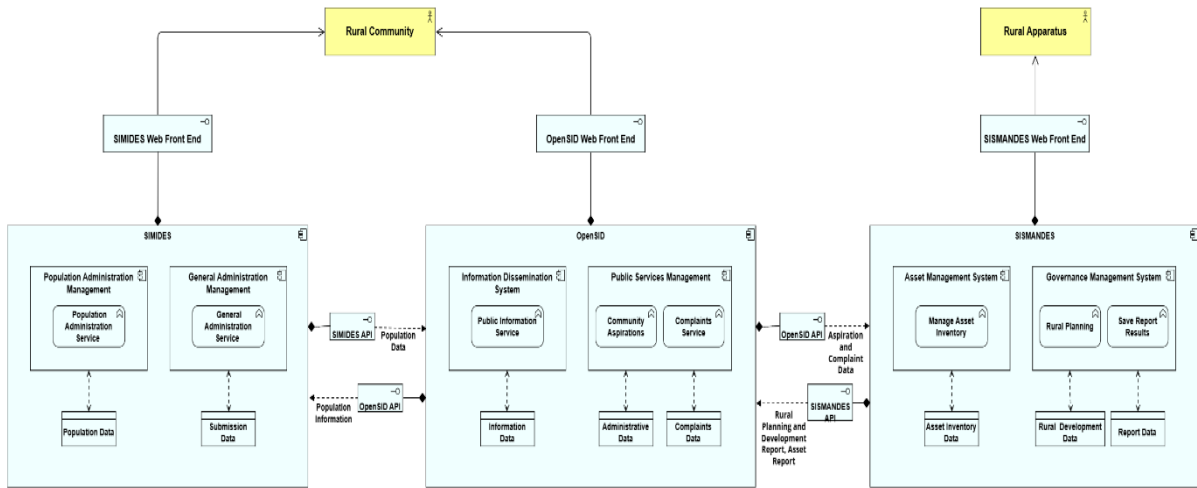 Rural Community
Rural Apparatus
SIMIDES Web Front End
OpenSID Web Front End
SISMANDES Web Front End
SIMIDES
Population Administration
Management
Population
Administration
Service
General Administration
Management
General
Administration
Service
Population Data
Submission
Data
SIMIDES API
Population
Data
Population
Information
OpenSID API
OpenSID
Information Dissemination
System
Public Information
Service
Public Services Management
Community
Aspirations
Complaints
Service
Information
Data
Administrative
Data
Complaints
Data
OpenSID API
Aspiration
and
Complaint
Data
SISMANDES
API
Rural
Planning and
Development
Report, Asset
Report
SISMANDES
Asset Management System
Manage Asset
Inventory
Governance Management System
Rural Planning
Save Report
Results
Asset Inventory
Data
Rural Development
Data
Report Data